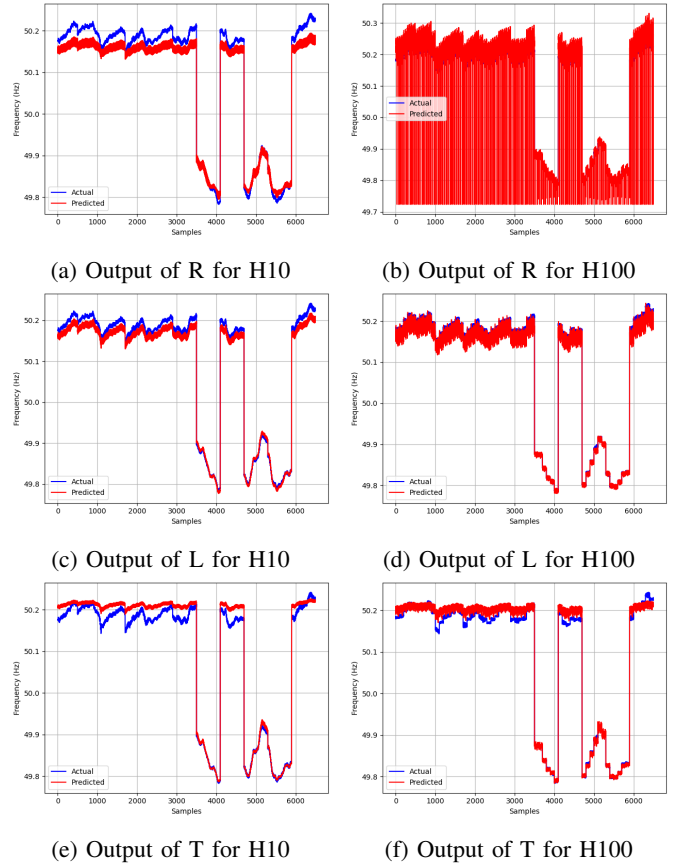 50.2
50.1
50.0
49.9
49.8
Frequency (Hz)
Actual
Predicted
0 1000 2000 3000 4000 5000 6000
Samples
50.3
50.2
50.1
50.0
49.9
49.8
49.7
Frequency (Hz)
Actual
Predicted
0 1000 2000 3000 4000 5000 6000
Samples
(a) Output of R for H10
(b) Output of R for H100
50.2
50.1
50.0
49.9
49.8
Frequency (Hz)
Actual
Predicted
0 1000 2000 3000 4000 5000 6000
Samples
50.2
50.1
50.0
49.9
49.8
Frequency (Hz)
Actual
Predicted
0 1000 2000 3000 4000 5000 6000
Samples
(c) Output of L for H10
(d) Output of L for H100
50.2
50.1
50.0
49.9
49.8
Frequency (Hz)
Actual
Predicted
0 1000 2000 3000 4000 5000 6000
Samples
50.2
50.1
50.0
49.9
49.8
Frequency (Hz)
Actual
Predicted
0 1000 2000 3000 4000 5000 6000
Samples
(e) Output of T for H10
(f) Output of T for H100